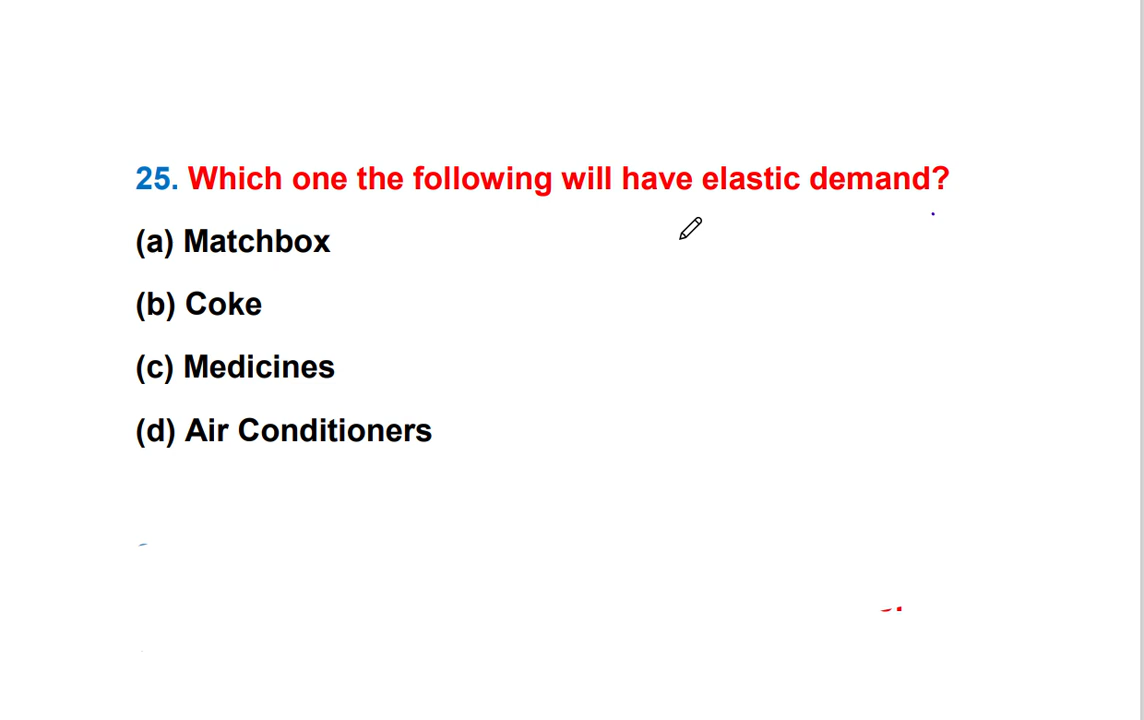 25. Which one the following will have elastic demand?
(a) Matchbox
(b) Coke
(c) Medicines
(d) Air Conditioners